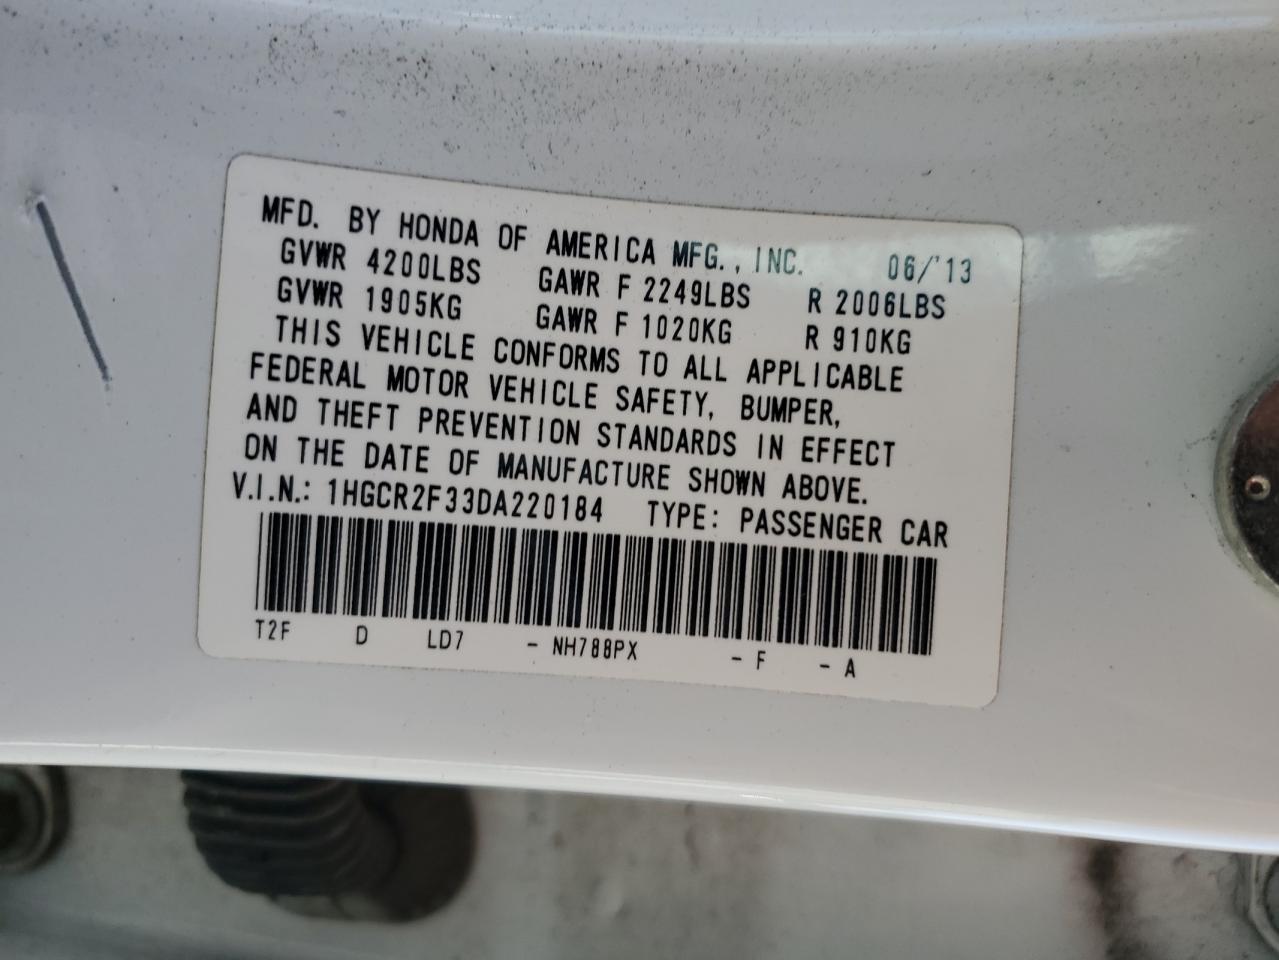 MFD. BY HONDA OF AMERICA MFG., INC. 06/'13
GVWR 4200LBS GAWR F 2249LBS R 2006LBS
GVWR 1905KG GAWR F 1020KG R 910KG
THIS VEHICLE CONFORMS TO ALL APPLICABLE
FEDERAL MOTOR VEHICLE SAFETY, BUMPER,
AND THEFT PREVENTION STANDARDS IN EFFECT
ON THE DATE OF MANUFACTURE SHOWN ABOVE.
V.I.N.: 1HGCR2F33DA220184 TYPE: PASSENGER CAR
T2F D LD7 - NH788PX - F - A